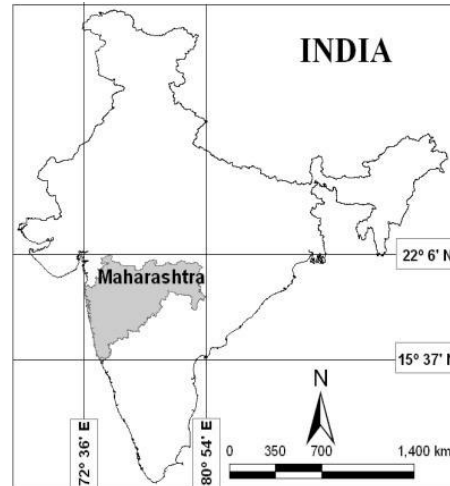 INDIA
Maharashtra
22° 6' N
15° 37' N
N
72° 36' E
80° 54' E
0 350 700 1,400 km